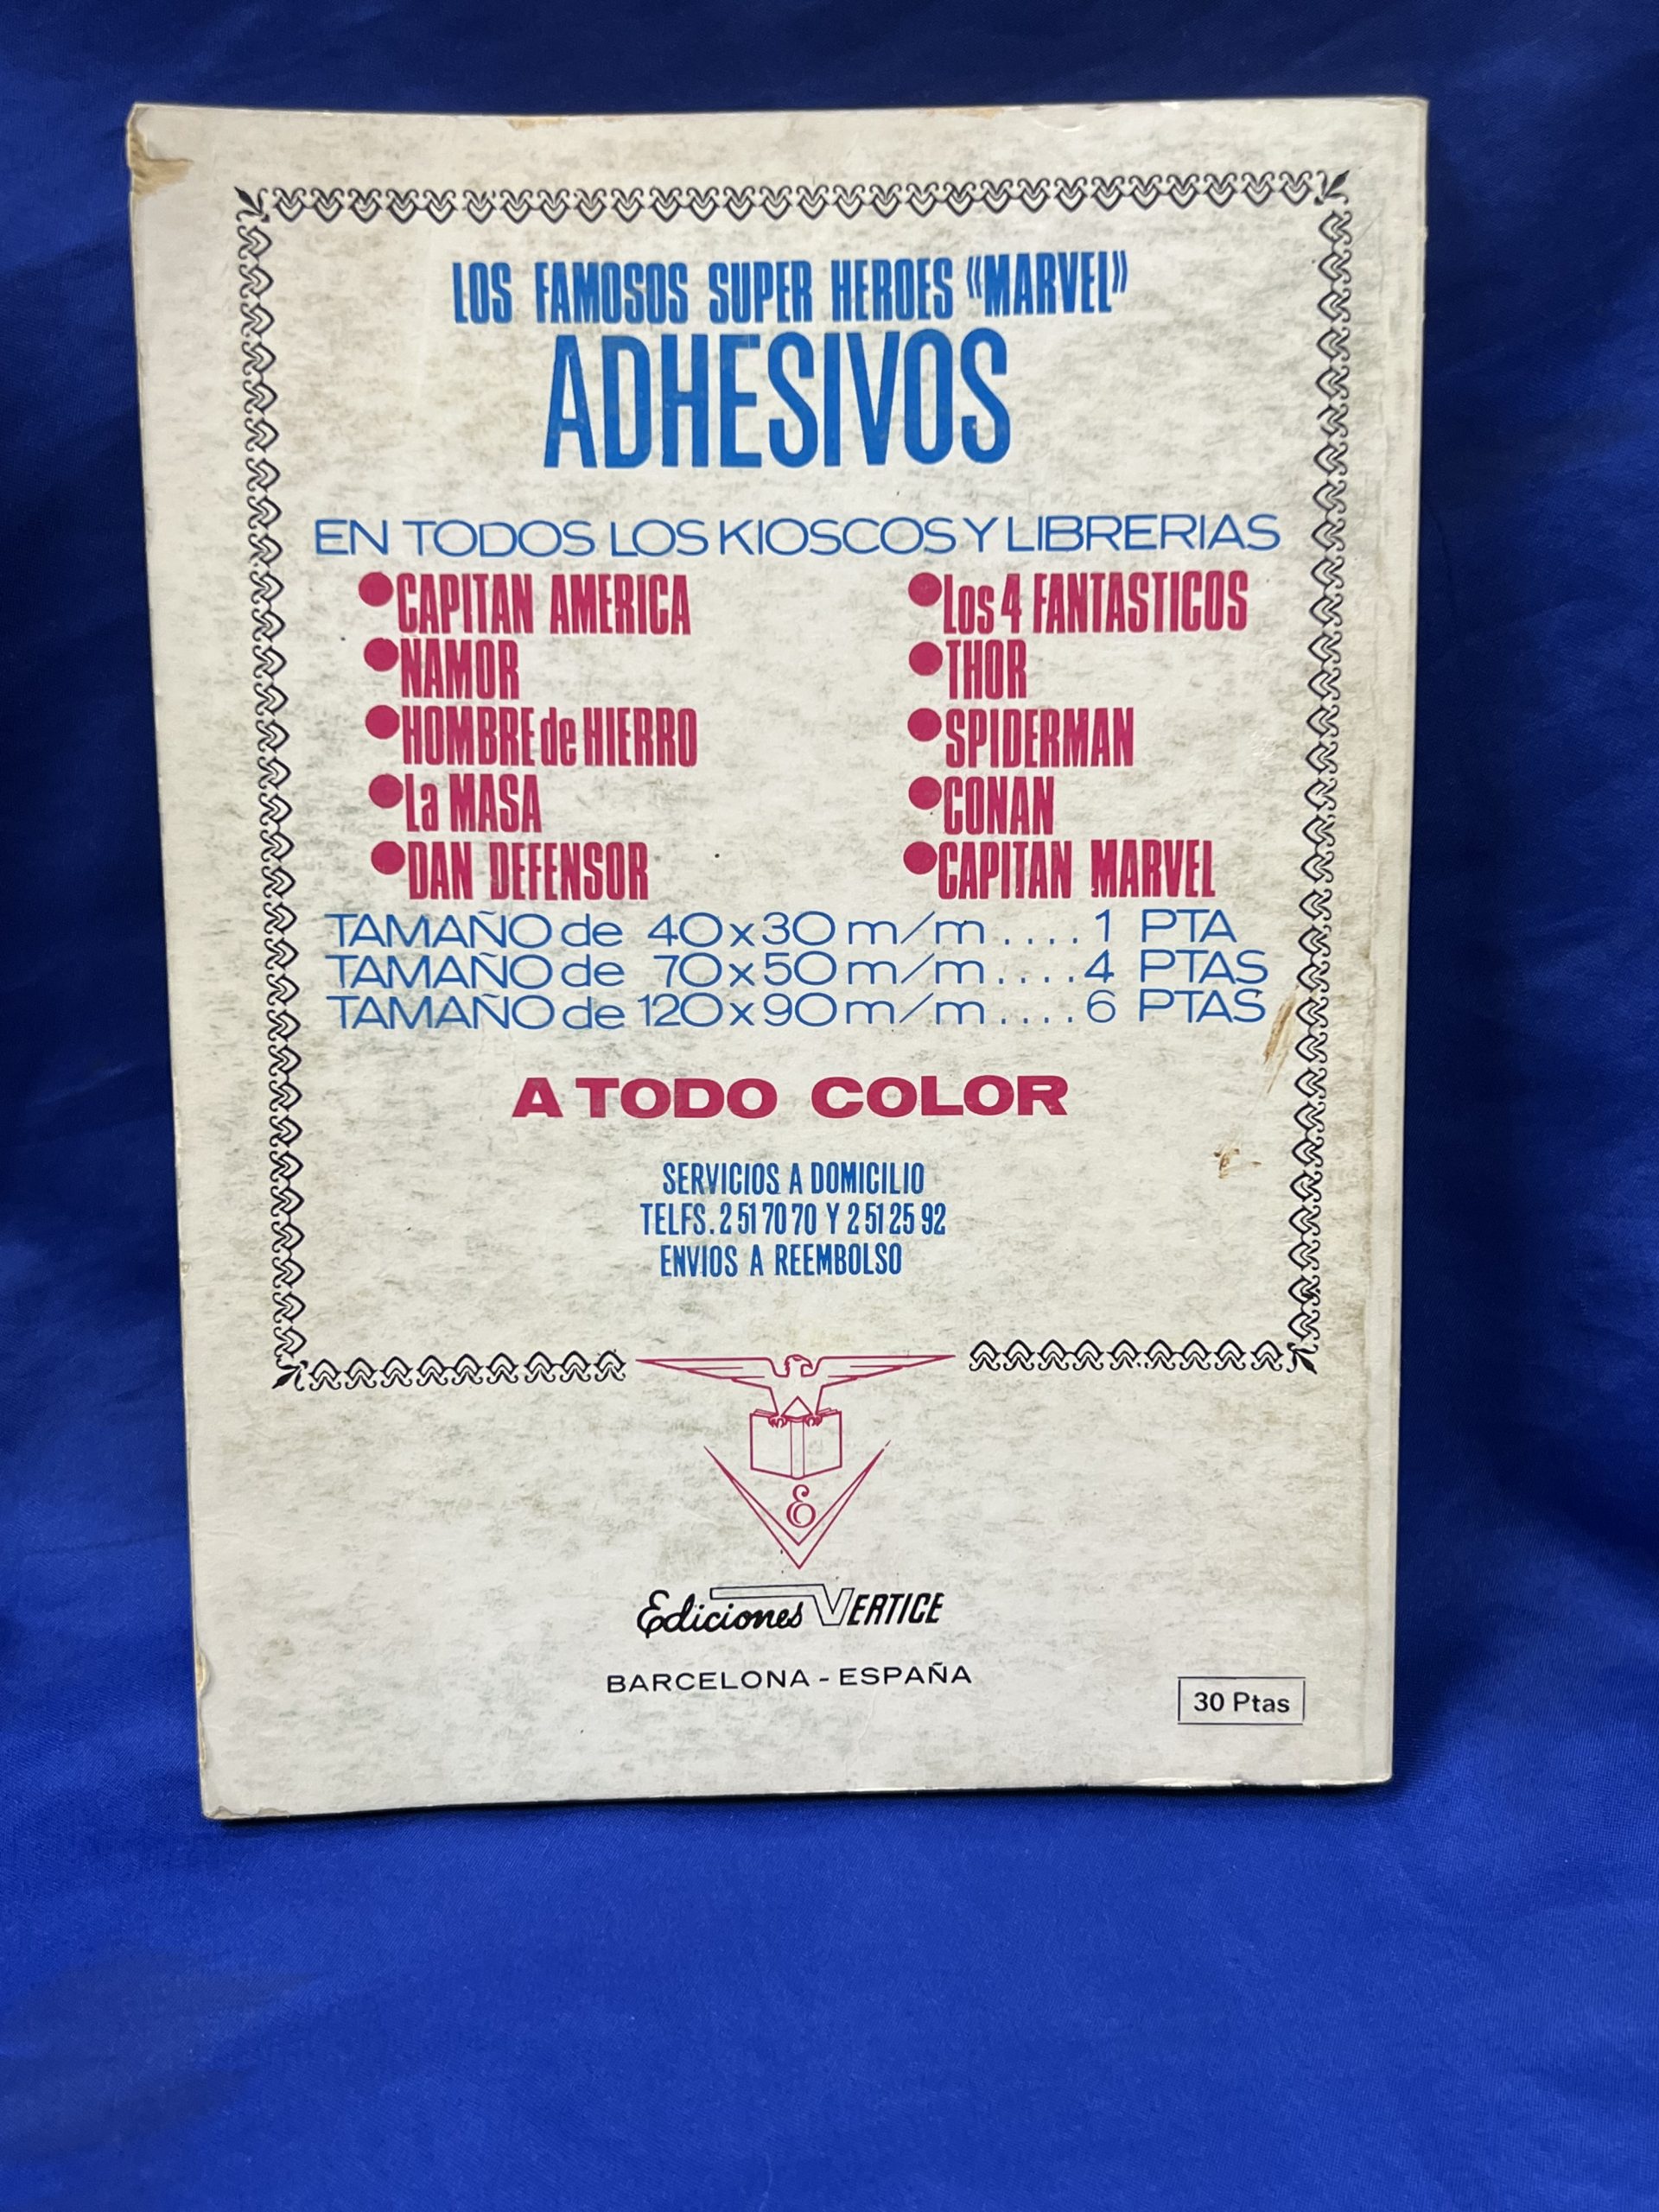 LOS FAMOSOS SUPER HEROES «MARVEL»
ADHESIVOS
EN TODOS LOS KIOSCOS Y LIBRERIAS
● CAPITAN AMERICA
● NAMOR
● HOMBRE de HIERRO
● La MASA
● DAN DEFENSOR
● Los 4 FANTASTICOS
● THOR
● SPIDERMAN
● CONAN
● CAPITAN MARVEL
TAMAÑO de 40x30 m/m .... 1 PTA
TAMAÑO de 70x50 m/m .... 4 PTAS
TAMAÑO de 120x90 m/m .... 6 PTAS
A TODO COLOR
SERVICIOS A DOMICILIO
TELFS. 2 51 70 70 Y 2 51 25 92
ENVIOS A REEMBOLSO
E
Ediciones VERTICE
BARCELONA - ESPAÑA
30 Ptas